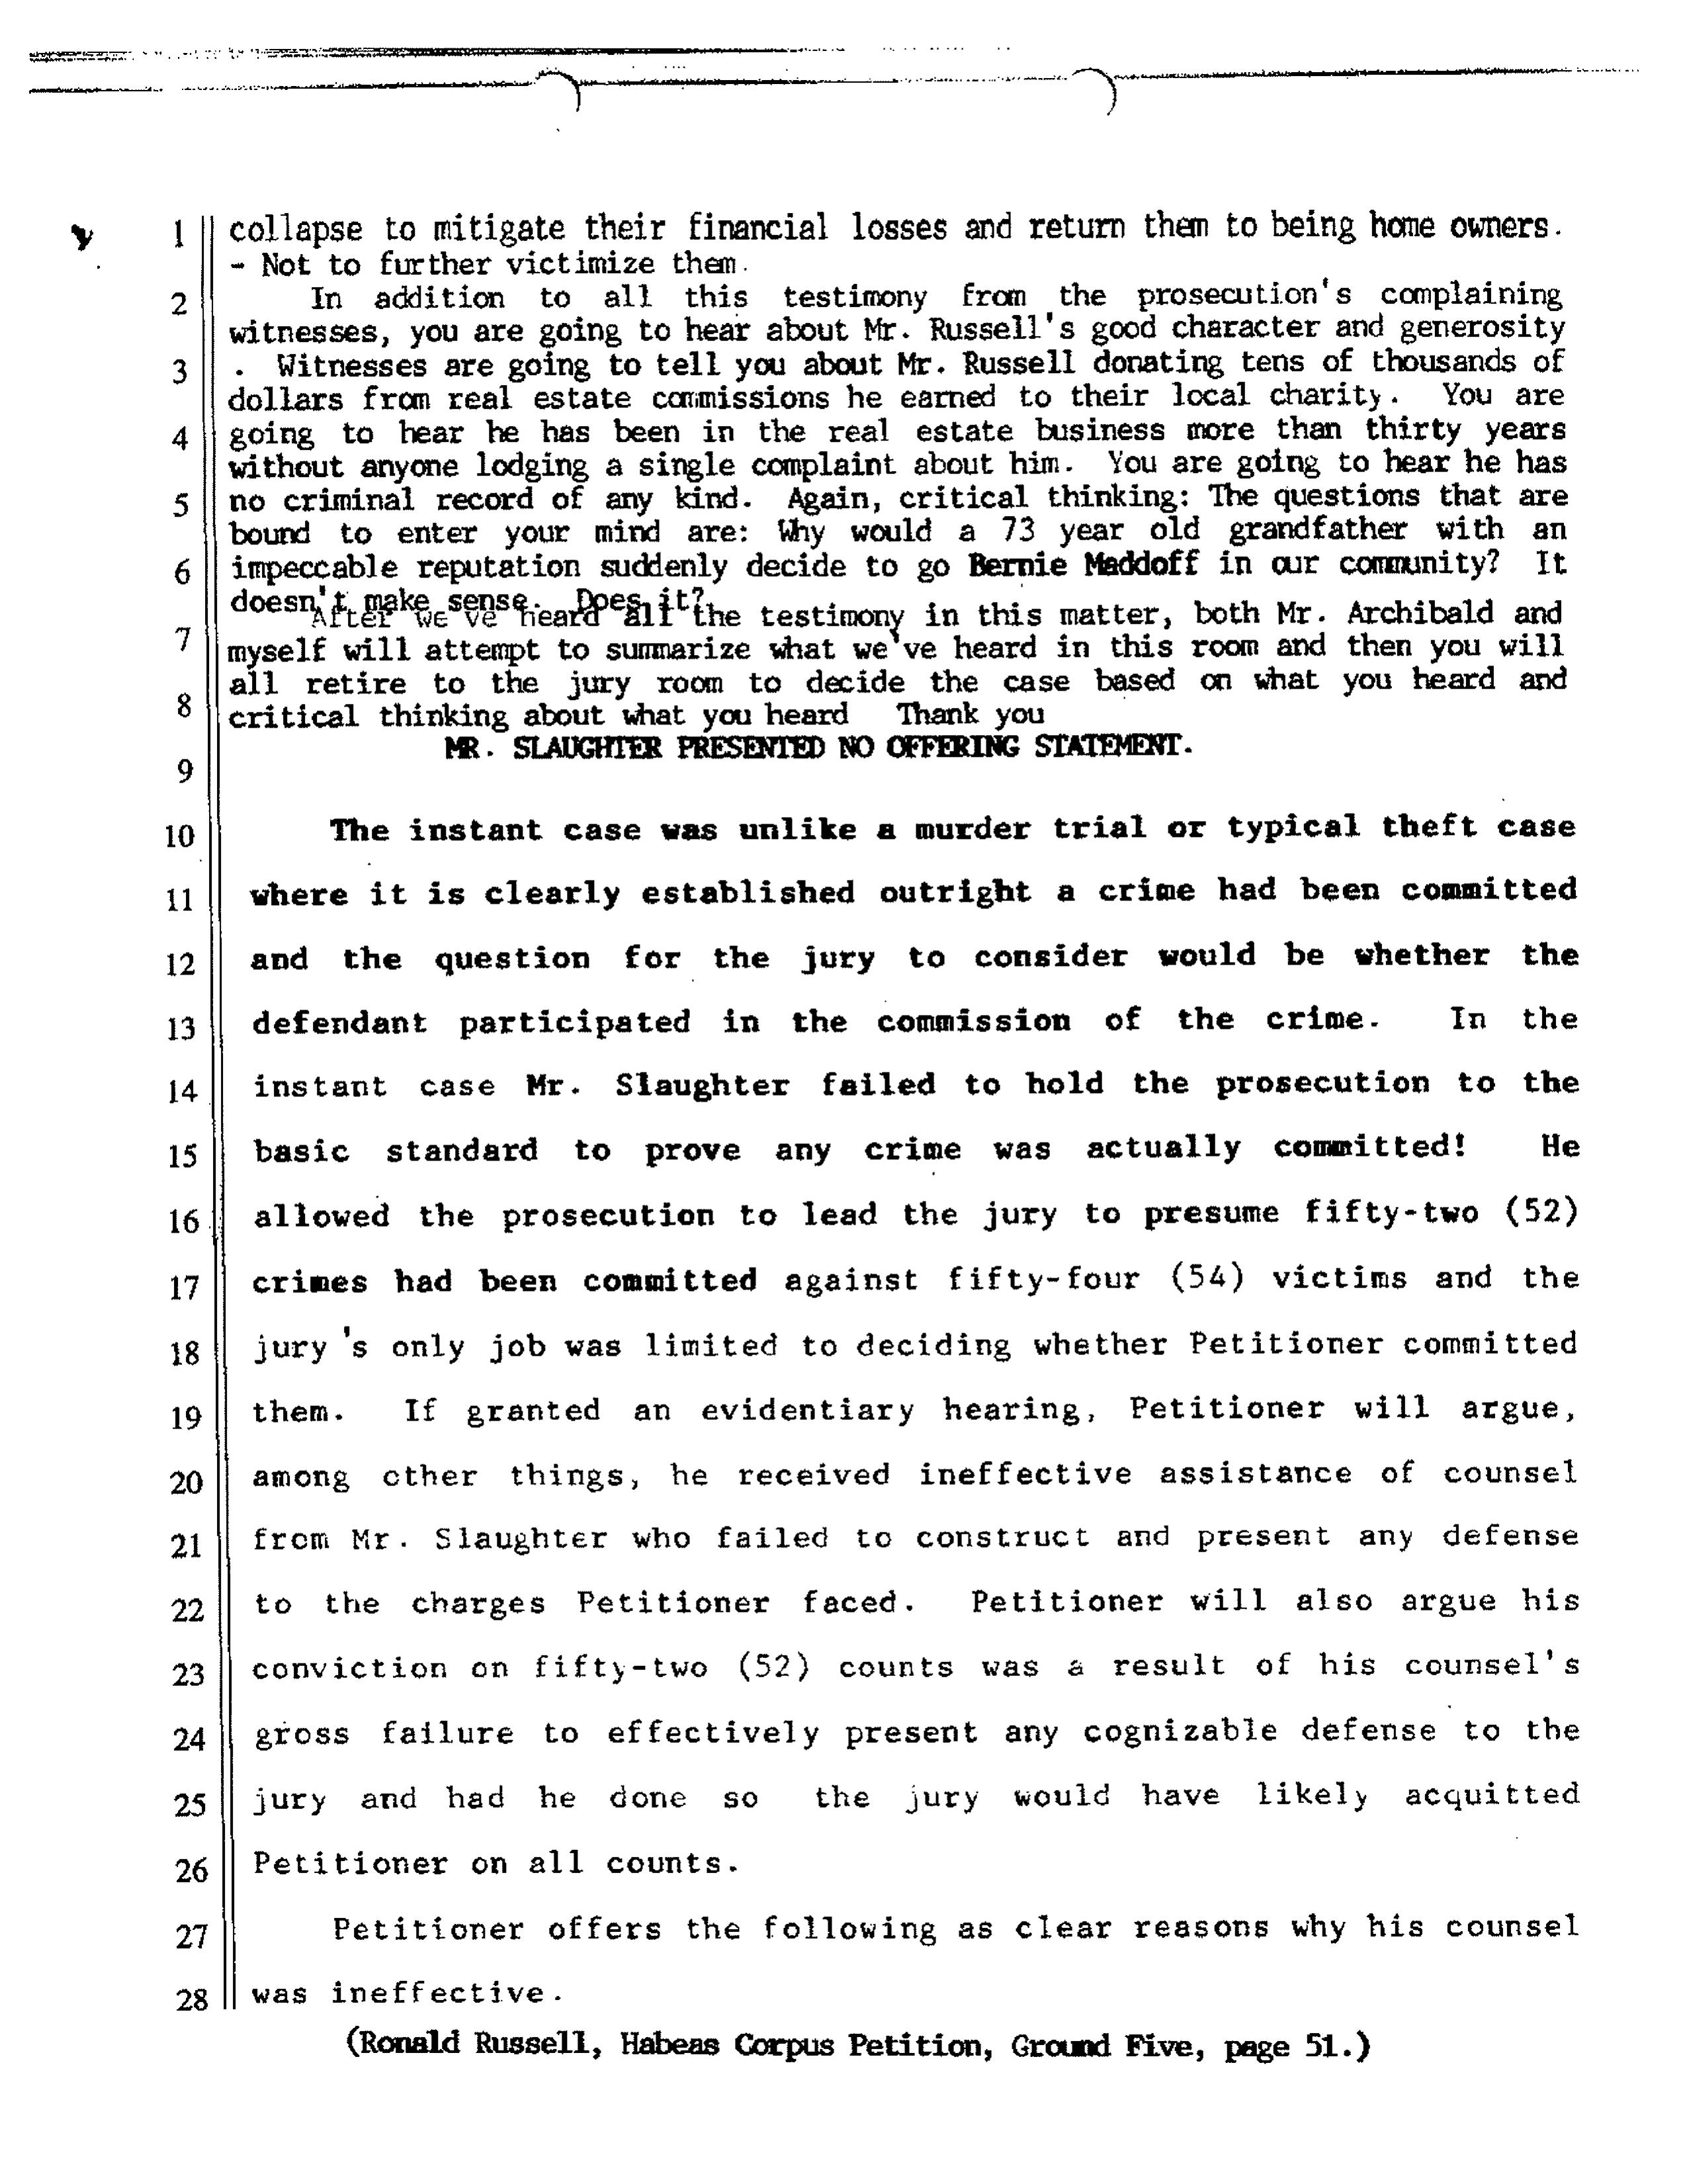 1 collapse to mitigate their financial losses and return them to being home owners.
- Not to further victimize them.
2 In addition to all this testimony from the prosecution's complaining
witnesses, you are going to hear about Mr. Russell's good character and generosity
3 . Witnesses are going to tell you about Mr. Russell donating tens of thousands of
dollars from real estate commissions he earned to their local charity. You are
4 going to hear he has been in the real estate business more than thirty years
without anyone lodging a single complaint about him. You are going to hear he has
5 no criminal record of any kind. Again, critical thinking: The questions that are
bound to enter your mind are: Why would a 73 year old grandfather with an
6 impeccable reputation suddenly decide to go Bernie Maddoff in our community? It
doesn't make sense. Does it?
After we've heard all the testimony in this matter, both Mr. Archibald and
7 myself will attempt to summarize what we've heard in this room and then you will
all retire to the jury room to decide the case based on what you heard and
8 critical thinking about what you heard Thank you
MR. SLAUGHTER PRESENTED NO OFFERING STATEMENT.
9
10 The instant case was unlike a murder trial or typical theft case
11 where it is clearly established outright a crime had been committed
12 and the question for the jury to consider would be whether the
13 defendant participated in the commission of the crime. In the
14 instant case Mr. Slaughter failed to hold the prosecution to the
15 basic standard to prove any crime was actually committed! He
16 allowed the prosecution to lead the jury to presume fifty-two (52)
17 crimes had been committed against fifty-four (54) victims and the
18 jury 's only job was limited to deciding whether Petitioner committed
19 them. If granted an evidentiary hearing, Petitioner will argue,
20 among other things, he received ineffective assistance of counsel
21 from Mr. Slaughter who failed to construct and present any defense
22 to the charges Petitioner faced. Petitioner will also argue his
23 conviction on fifty-two (52) counts was a result of his counsel's
24 gross failure to effectively present any cognizable defense to the
25 jury and had he done so the jury would have likely acquitted
26 Petitioner on all counts.
27 Petitioner offers the following as clear reasons why his counsel
28 was ineffective.
(Ronald Russell, Habeas Corpus Petition, Ground Five, page 51.)